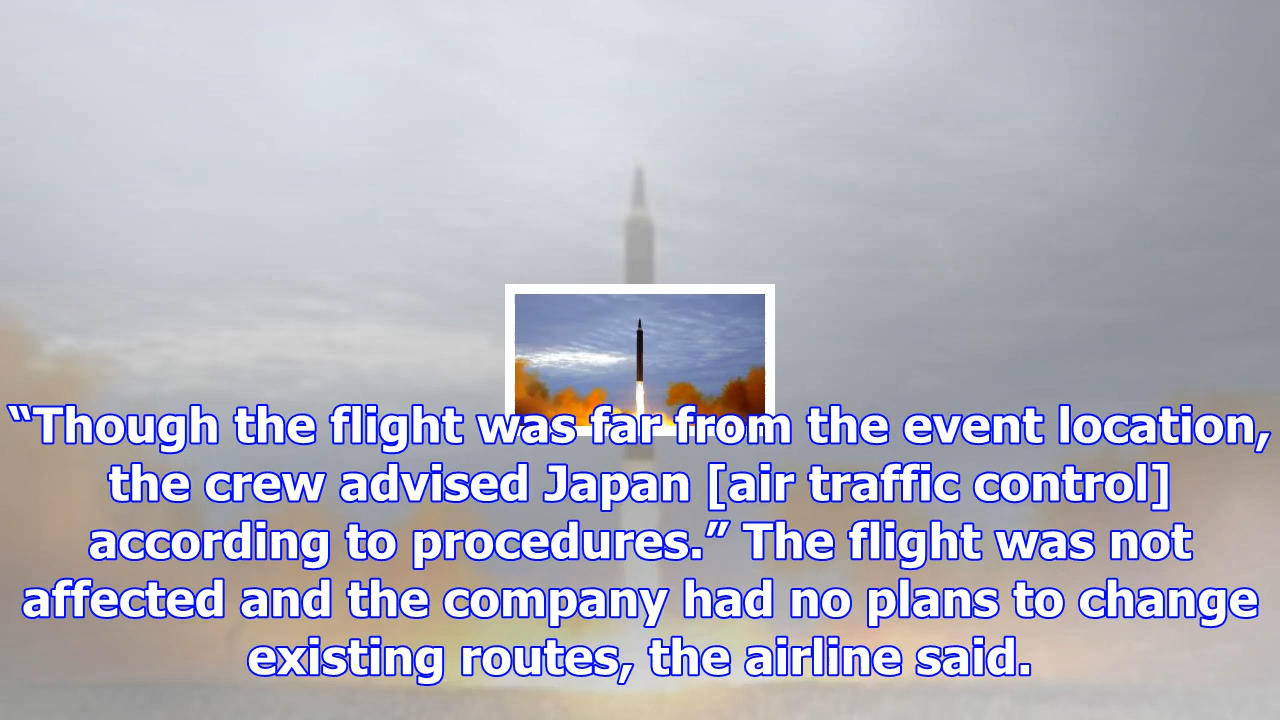 “Though the flight was far from the event location,
the crew advised Japan [air traffic control]
according to procedures.” The flight was not
affected and the company had no plans to change
existing routes, the airline said.